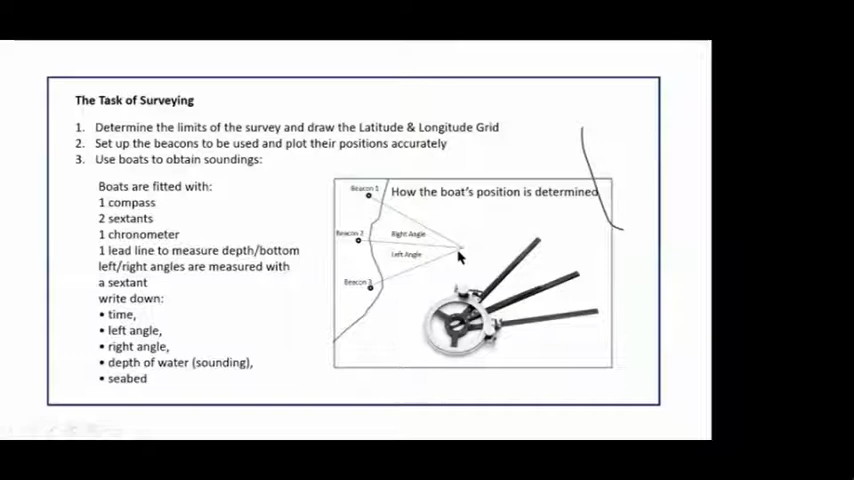 The Task of Surveying
1. Determine the limits of the survey and draw the Latitude & Longitude Grid
2. Set up the beacons to be used and plot their positions accurately
3. Use boats to obtain soundings:
Boats are fitted with:
1 compass
2 sextants
1 chronometer
1 lead line to measure depth/bottom
left/right angles are measured with
a sextant
write down:
• time,
• left angle,
• right angle,
• depth of water (sounding),
• seabed
How the boat's position is determined
Beacon 1
Beacon 2
Beacon 3
Right Angle
Left Angle